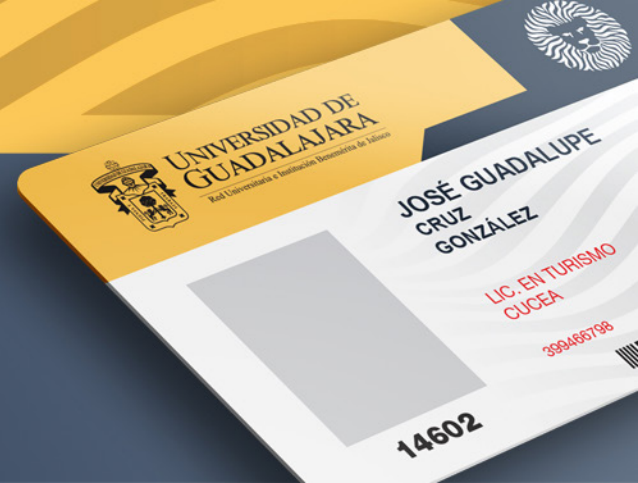 UNIVERSIDAD DE
GUADALAJARA
Red Universitaria e Institución Benemérita de Jalisco
JOSÉ GUADALUPE
CRUZ
GONZÁLEZ
LIC. EN TURISMO
CUCEA
399466798
14602